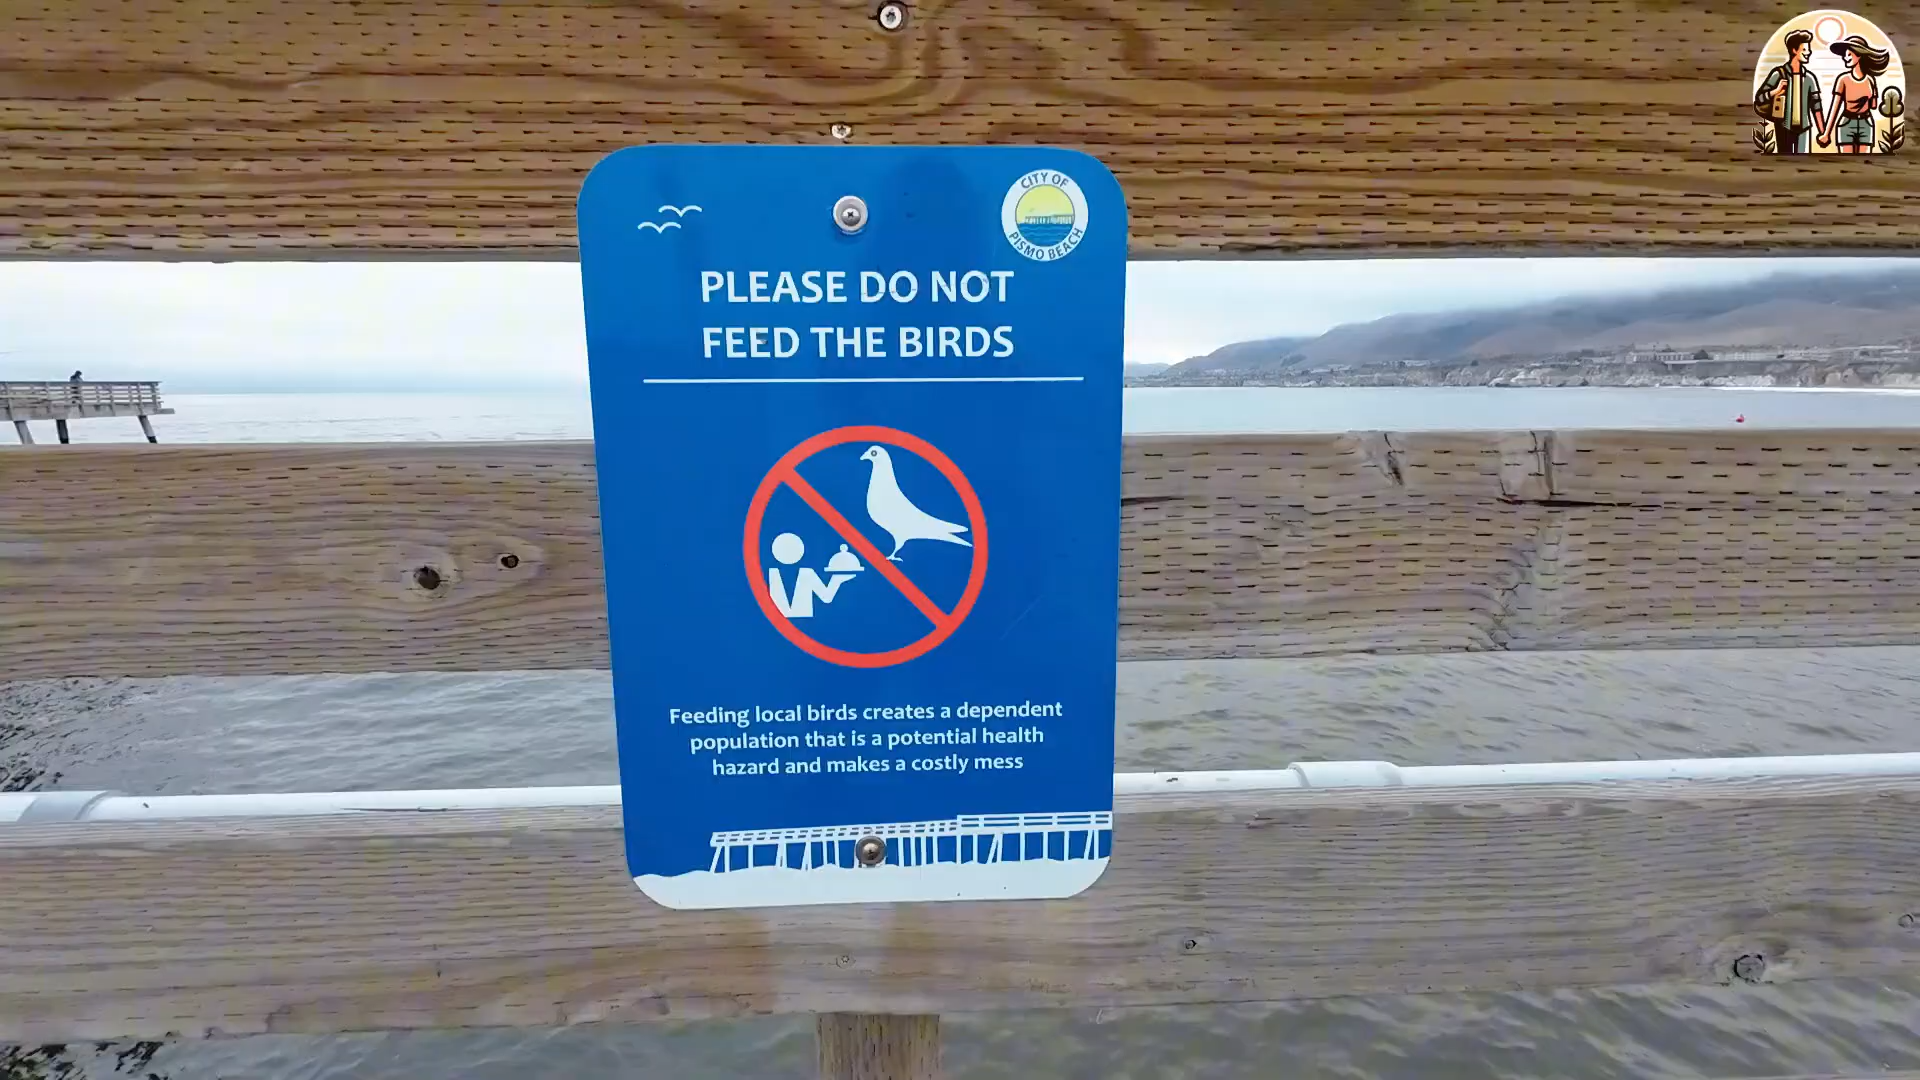 CITY OF
PISMO BEACH
PLEASE DO NOT
FEED THE BIRDS
Feeding local birds creates a dependent
population that is a potential health
hazard and makes a costly mess